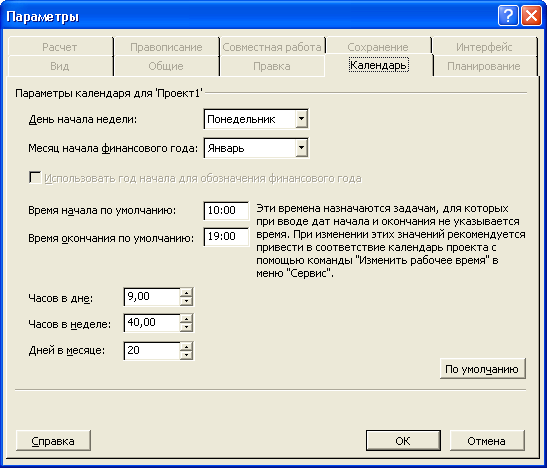 Параметры
Расчет Правописание Совместная работа Сохранение Интерфейс
Вид Общие Правка Календарь Планирование
Параметры календаря для 'Проект1'
День начала недели: Понедельник
Месяц начала финансового года: Январь
Использовать год начала для обозначения финансового года
Время начала по умолчанию: 10:00
Время окончания по умолчанию: 19:00
Эти времена назначаются задачам, для которых
при вводе дат начала и окончания не указывается
время. При изменении этих значений рекомендуется
привести в соответствие календарь проекта с
помощью команды "Изменить рабочее время" в
меню "Сервис".
Часов в дне: 9,00
Часов в неделе: 40,00
Дней в месяце: 20
По умолчанию
Справка ОК Отмена